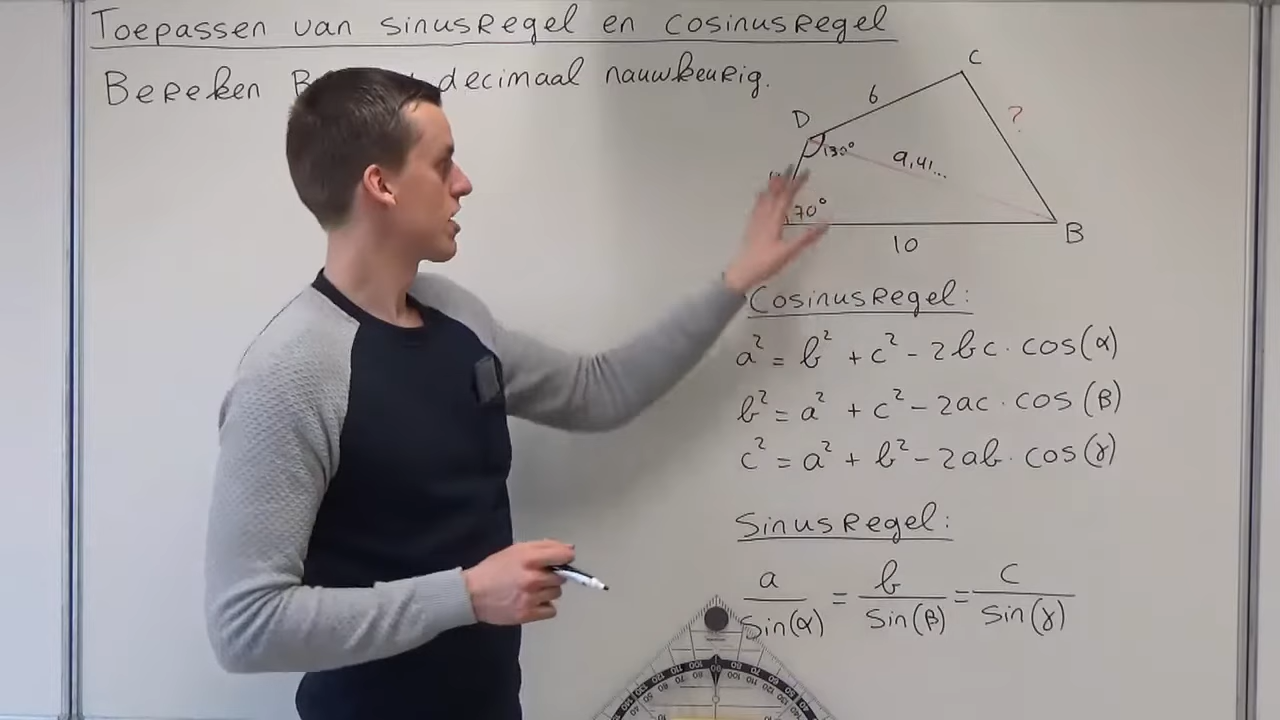 Toepassen van sinusregel en cosinusregel
Bereken decimaal nauwkeurig.
C
6
D
?
130°
9,41...
70°
10
B
Cosinusregel:
a² = b² + c² - 2bc · cos(α)
b² = a² + c² - 2ac · cos(β)
c² = a² + b² - 2ab · cos(γ)
Sinusregel:
a / sin(α) = b / sin(β) = c / sin(γ)